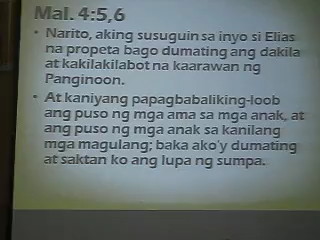 Mal. 4:5,6
• Narito, aking susuguin sa inyo si Elias
na propeta bago dumating ang dakila
at kakilakilabot na kaarawan ng
Panginoon.
• At kaniyang papagbabaliking-loob
ang puso ng mga ama sa mga anak, at
ang puso ng mga anak sa kanilang
mga magulang; baka ako'y dumating
at saktan ko ang lupa ng sumpa.